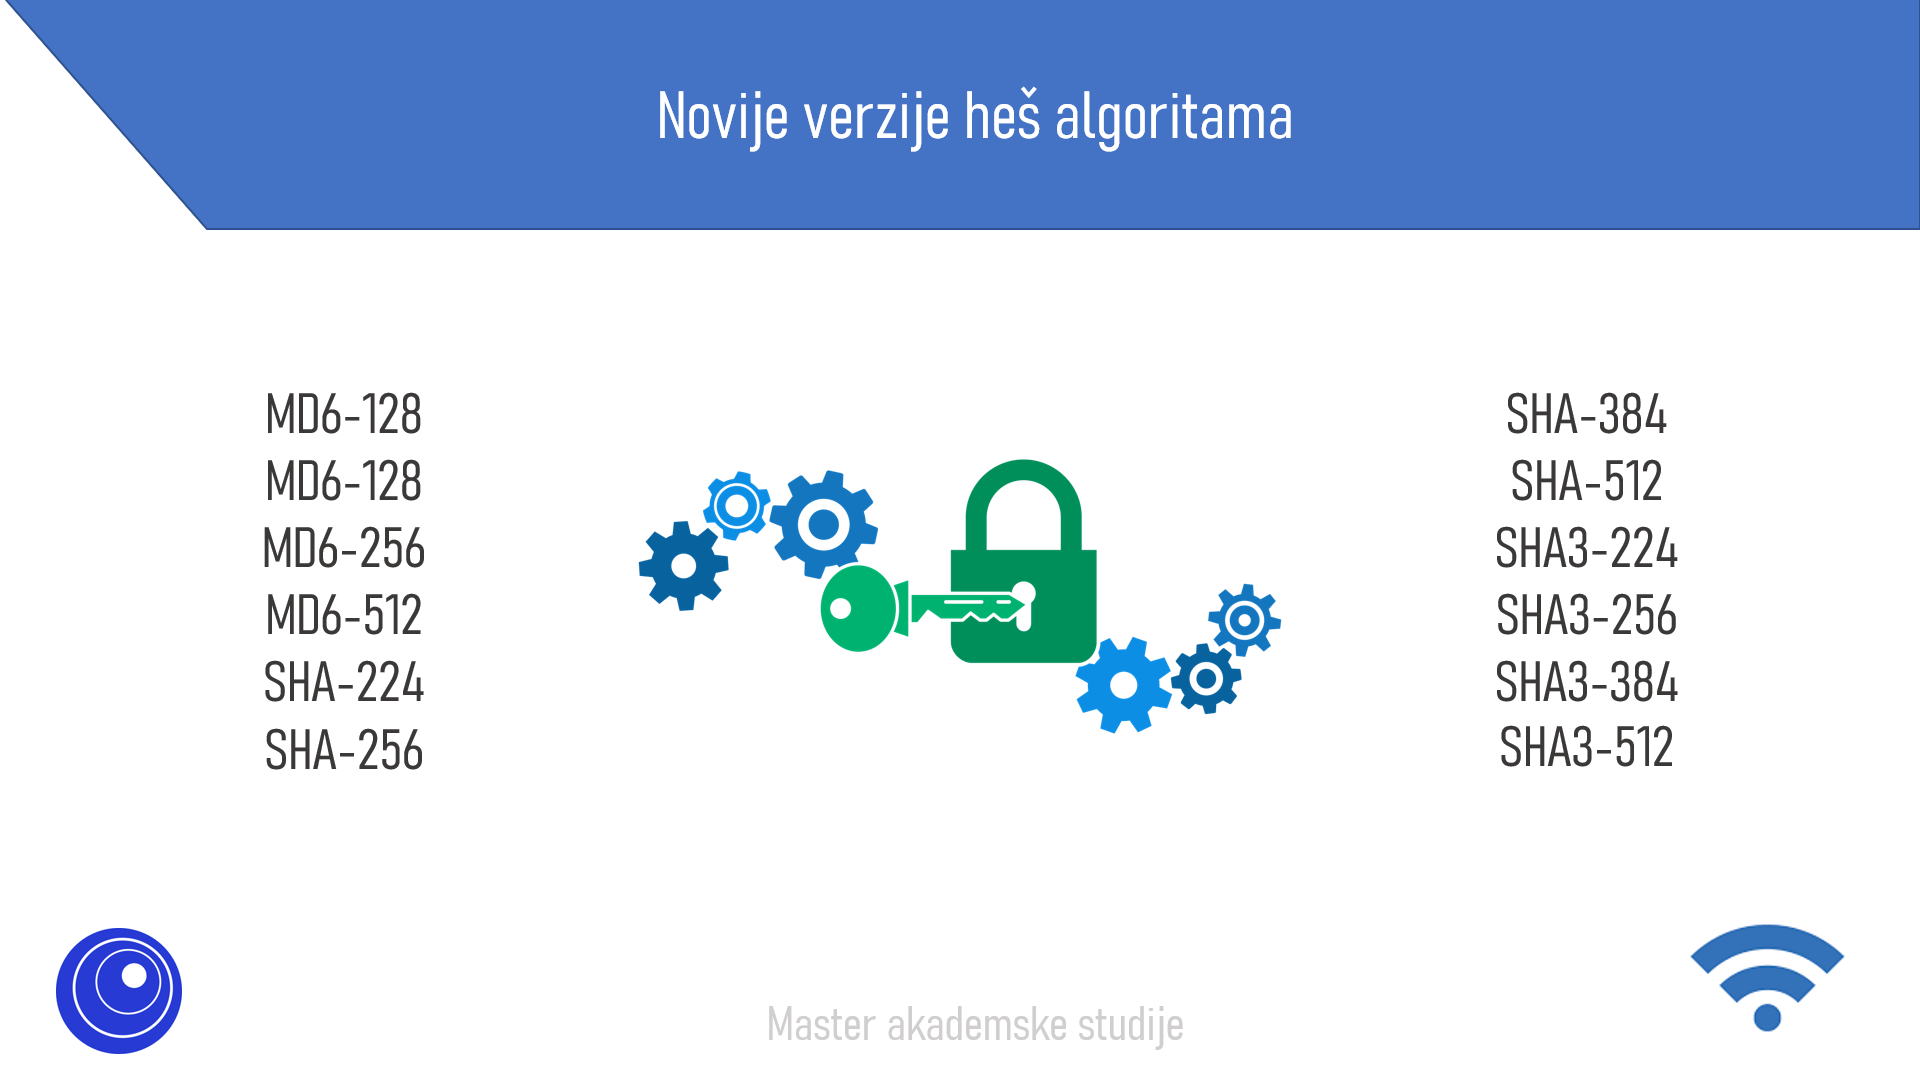 Novije verzije heš algoritama
MD6-128
MD6-128
MD6-256
MD6-512
SHA-224
SHA-256
SHA-384
SHA-512
SHA3-224
SHA3-256
SHA3-384
SHA3-512
Master akademske studije